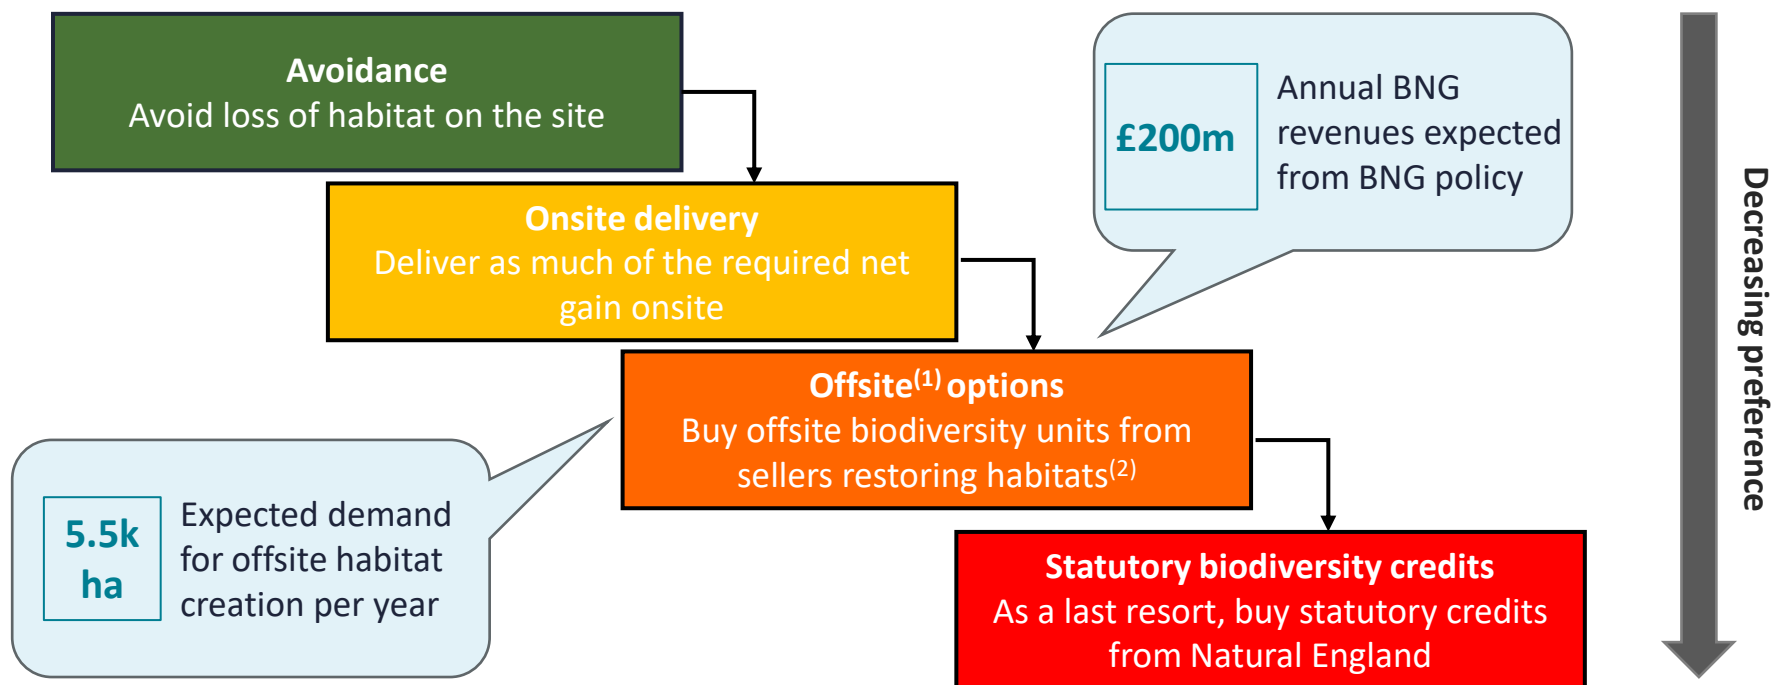 Avoidance
Avoid loss of habitat on the site
£200m
Annual BNG
revenues expected
from BNG policy
Onsite delivery
Deliver as much of the required net
gain onsite
Offsite(1) options
Buy offsite biodiversity units from
sellers restoring habitats(2)
5.5k
ha
Expected demand
for offsite habitat
creation per year
Statutory biodiversity credits
As a last resort, buy statutory credits
from Natural England
Decreasing preference